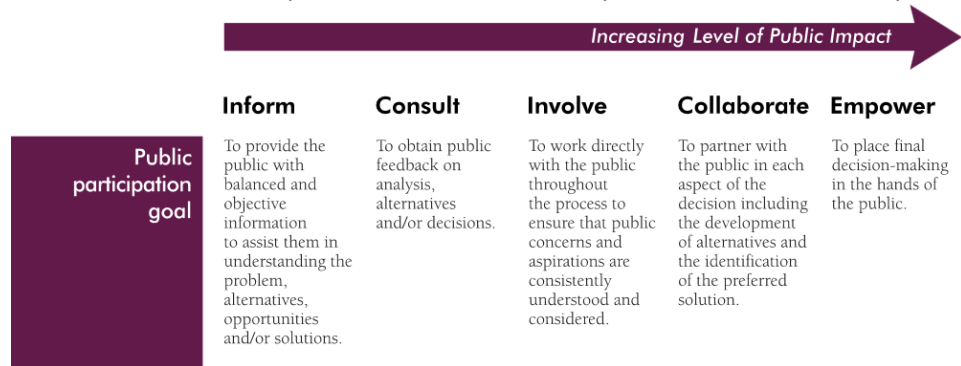 Increasing Level of Public Impact
Inform
Consult
Involve
Collaborate
Empower
Public
participation
goal
To provide the
public with
balanced and
objective
information
to assist them in
understanding the
problem,
alternatives,
opportunities
and/or solutions.
To obtain public
feedback on
analysis,
alternatives
and/or decisions.
To work directly
with the public
throughout
the process to
ensure that public
concerns and
aspirations are
consistently
understood and
considered.
To partner with
the public in each
aspect of the
decision including
the development
of alternatives and
the identification
of the preferred
solution.
To place final
decision-making
in the hands of
the public.